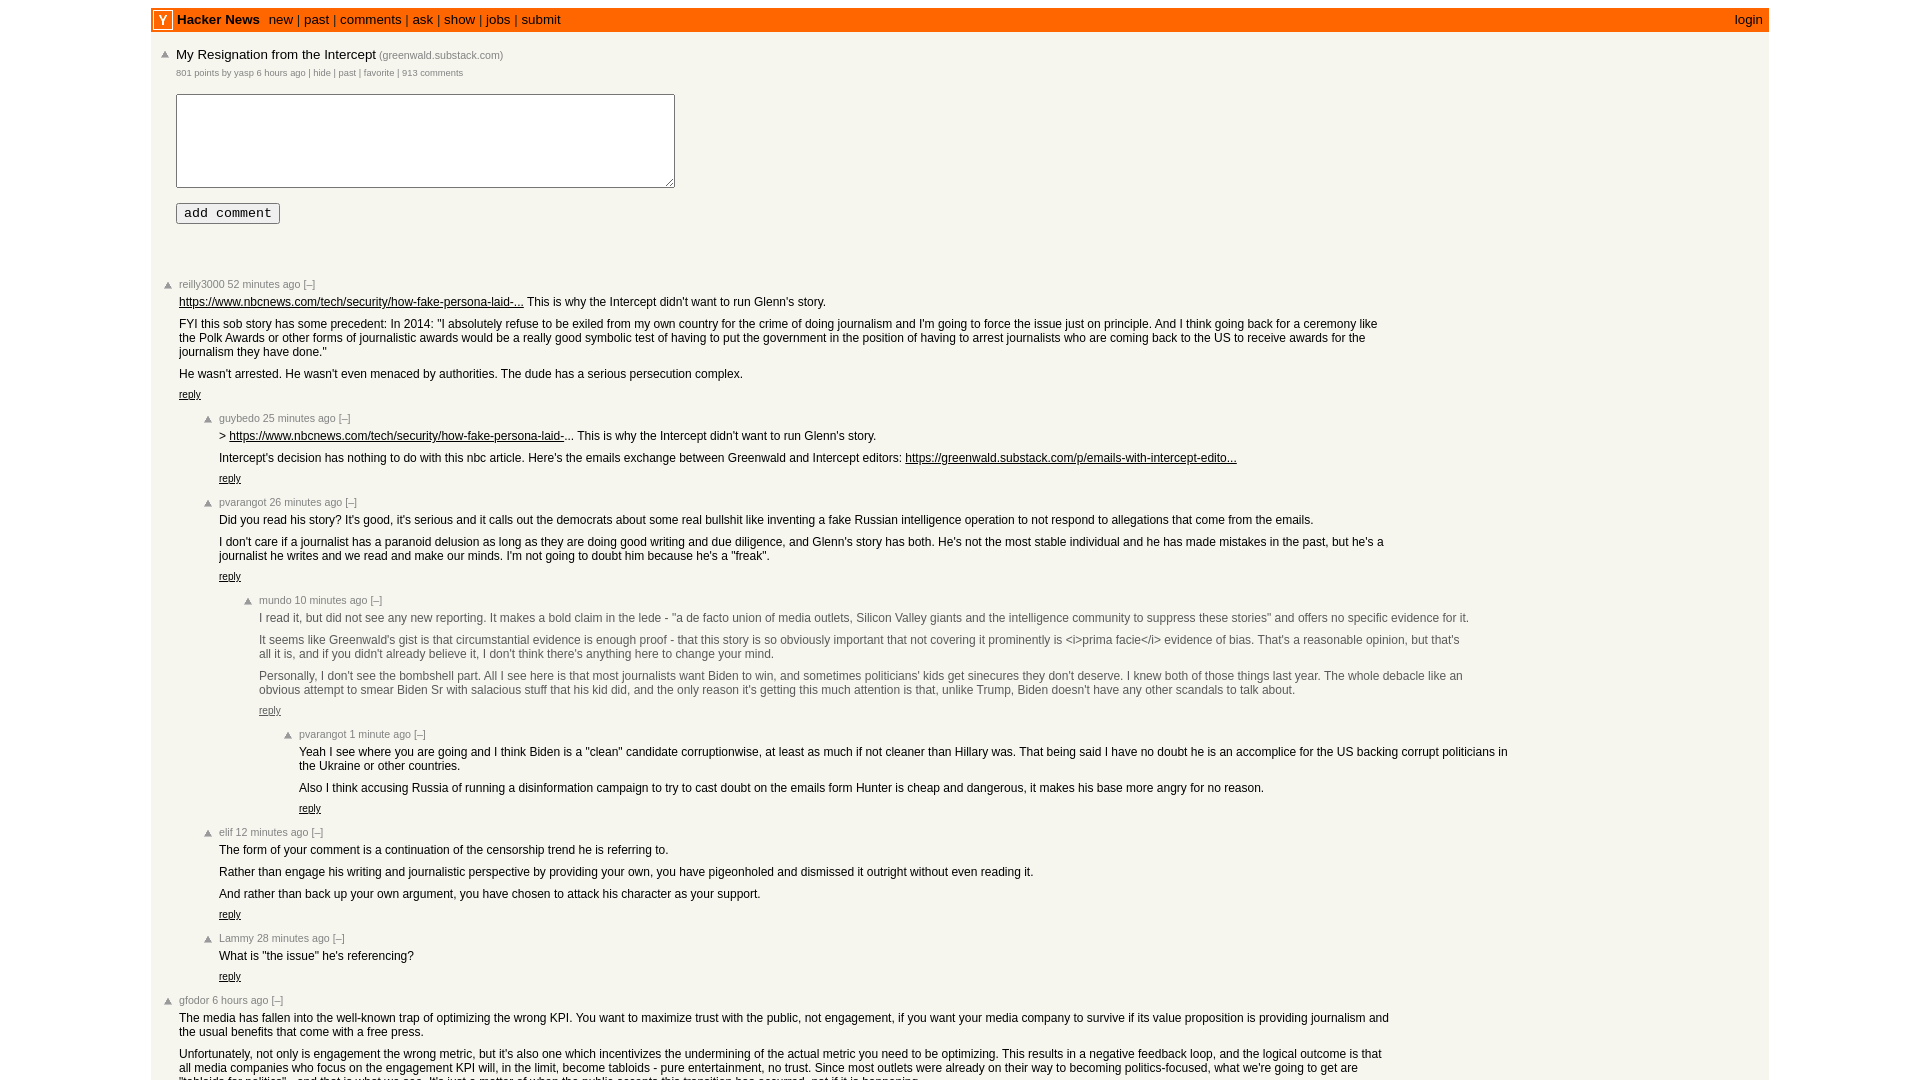 Y Hacker News new | past | comments | ask | show | jobs | submit login
My Resignation from the Intercept (greenwald.substack.com)
801 points by yasp 6 hours ago | hide | past | favorite | 913 comments
add comment
reilly3000 52 minutes ago [–]
https://www.nbcnews.com/tech/security/how-fake-persona-laid-... This is why the Intercept didn't want to run Glenn's story.
FYI this sob story has some precedent: In 2014: "I absolutely refuse to be exiled from my own country for the crime of doing journalism and I'm going to force the issue just on principle. And I think going back for a ceremony like
the Polk Awards or other forms of journalistic awards would be a really good symbolic test of having to put the government in the position of having to arrest journalists who are coming back to the US to receive awards for the
journalism they have done."
He wasn't arrested. He wasn't even menaced by authorities. The dude has a serious persecution complex.
reply
guybedo 25 minutes ago [–]
> https://www.nbcnews.com/tech/security/how-fake-persona-laid-... This is why the Intercept didn't want to run Glenn's story.
Intercept's decision has nothing to do with this nbc article. Here's the emails exchange between Greenwald and Intercept editors: https://greenwald.substack.com/p/emails-with-intercept-edito...
reply
pvarangot 26 minutes ago [–]
Did you read his story? It's good, it's serious and it calls out the democrats about some real bullshit like inventing a fake Russian intelligence operation to not respond to allegations that come from the emails.
I don't care if a journalist has a paranoid delusion as long as they are doing good writing and due diligence, and Glenn's story has both. He's not the most stable individual and he has made mistakes in the past, but he's a
journalist he writes and we read and make our minds. I'm not going to doubt him because he's a "freak".
reply
mundo 10 minutes ago [–]
I read it, but did not see any new reporting. It makes a bold claim in the lede - "a de facto union of media outlets, Silicon Valley giants and the intelligence community to suppress these stories" and offers no specific evidence for it.
It seems like Greenwald's gist is that circumstantial evidence is enough proof - that this story is so obviously important that not covering it prominently is <i>prima facie</i> evidence of bias. That's a reasonable opinion, but that's
all it is, and if you didn't already believe it, I don't think there's anything here to change your mind.
Personally, I don't see the bombshell part. All I see here is that most journalists want Biden to win, and sometimes politicians' kids get sinecures they don't deserve. I knew both of those things last year. The whole debacle like an
obvious attempt to smear Biden Sr with salacious stuff that his kid did, and the only reason it's getting this much attention is that, unlike Trump, Biden doesn't have any other scandals to talk about.
reply
pvarangot 1 minute ago [–]
Yeah I see where you are going and I think Biden is a "clean" candidate corruptionwise, at least as much if not cleaner than Hillary was. That being said I have no doubt he is an accomplice for the US backing corrupt politicians in
the Ukraine or other countries.
Also I think accusing Russia of running a disinformation campaign to try to cast doubt on the emails form Hunter is cheap and dangerous, it makes his base more angry for no reason.
reply
elif 12 minutes ago [–]
The form of your comment is a continuation of the censorship trend he is referring to.
Rather than engage his writing and journalistic perspective by providing your own, you have pigeonholed and dismissed it outright without even reading it.
And rather than back up your own argument, you have chosen to attack his character as your support.
reply
Lammy 28 minutes ago [–]
What is "the issue" he's referencing?
reply
gfodor 6 hours ago [–]
The media has fallen into the well-known trap of optimizing the wrong KPI. You want to maximize trust with the public, not engagement, if you want your media company to survive if its value proposition is providing journalism and
the usual benefits that come with a free press.
Unfortunately, not only is engagement the wrong metric, but it's also one which incentivizes the undermining of the actual metric you need to be optimizing. This results in a negative feedback loop, and the logical outcome is that
all media companies who focus on the engagement KPI will, in the limit, become tabloids - pure entertainment, no trust. Since most outlets were already on their way to becoming politics-focused, what we're going to get are